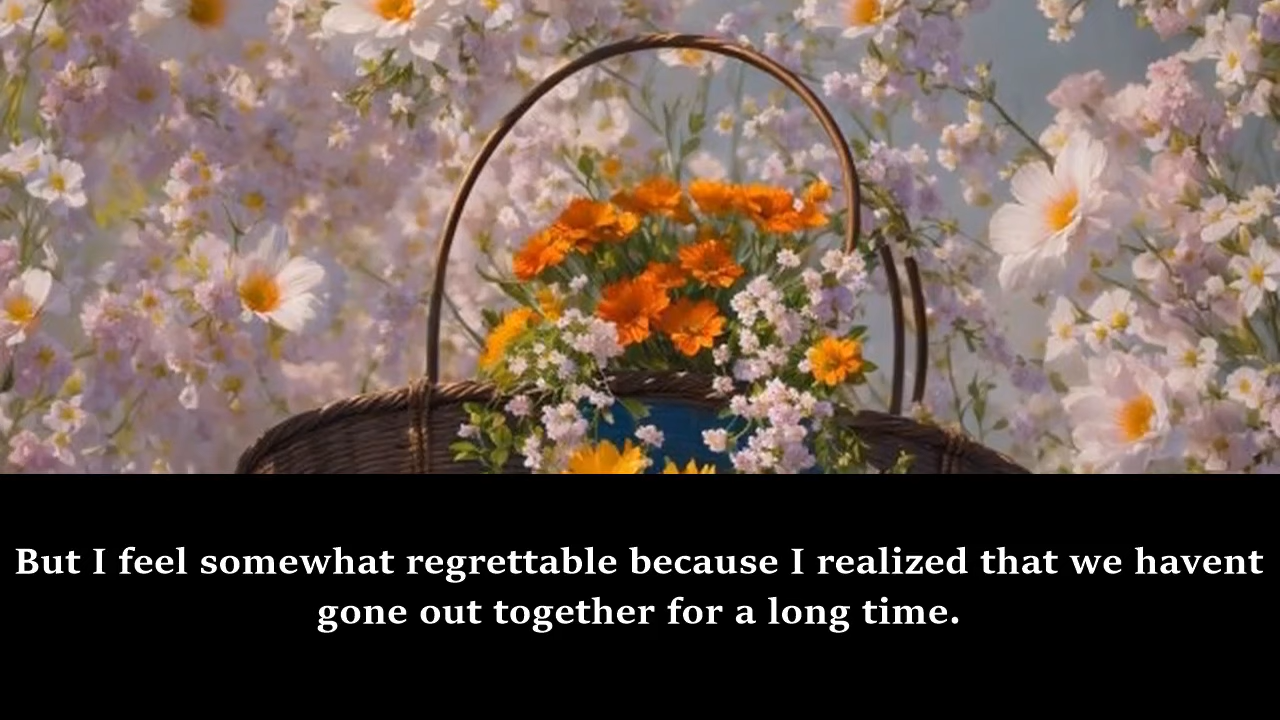 But I feel somewhat regrettable because I realized that we havent
gone out together for a long time.